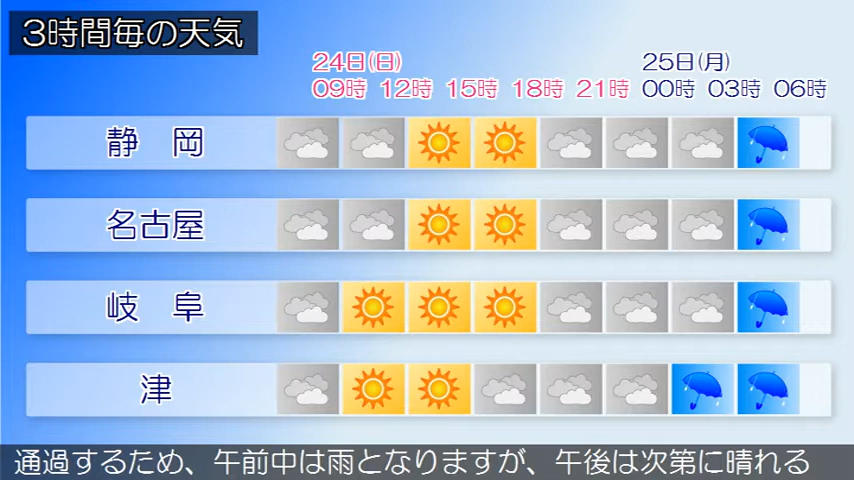 3時間毎の天気
24日(日) 25日(月)
09時 12時 15時 18時 21時 00時 03時 06時
静 岡
名古屋
岐 阜
津
通過するため、午前中は雨となりますが、午後は次第に晴れる